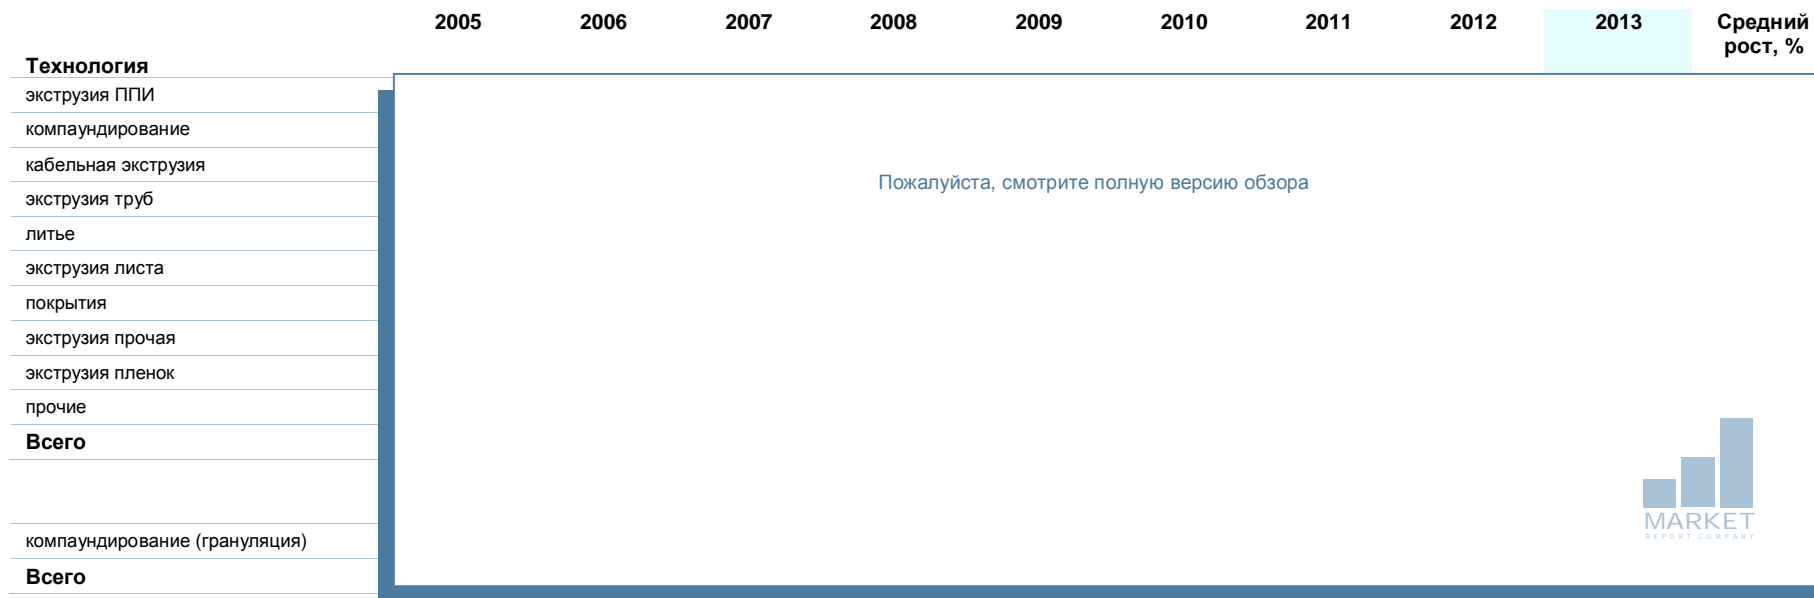 2005 2006 2007 2008 2009 2010 2011 2012 2013 Средний
рост, %
Технология
экструзия ППИ
компаундирование
кабельная экструзия
Пожалуйста, смотрите полную версию обзора
экструзия труб
литье
экструзия листа
покрытия
экструзия прочая
экструзия пленок
прочие
Всего
MARKET
REPORT COMPANY
компаундирование (грануляция)
Всего